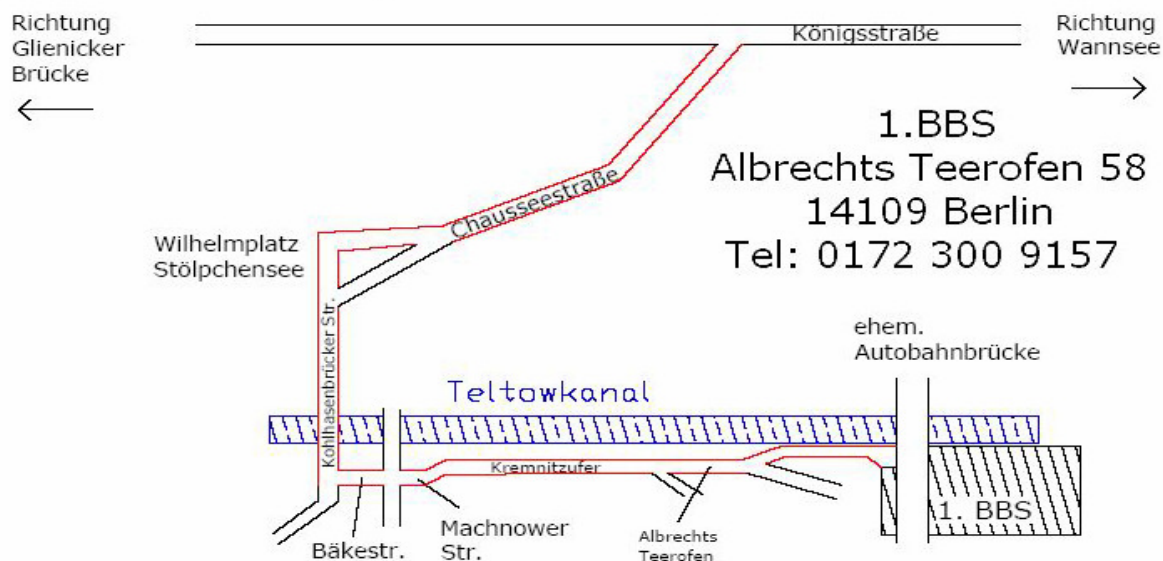 Richtung
Glienicker
Brücke
Königsstraße
Richtung
Wannsee
1.BBS
Albrechts Teerofen 58
14109 Berlin
Tel: 0172 300 9157
Chausseestraße
Wilhelmplatz
Stölpchensee
Kohlhasenbrücker Str.
ehem.
Autobahnbrücke
Teltowkanal
Kremnitzufer
1. BBS
Bäkestr.
Machnower
Str.
Albrechts
Teerofen